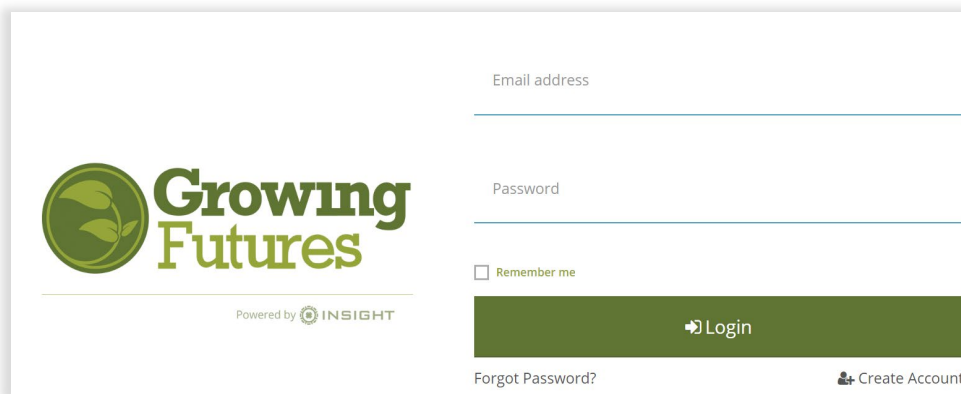 Email address
Growing
Futures
Password
Powered by INSIGHT
Remember me
Login
Forgot Password?
Create Account